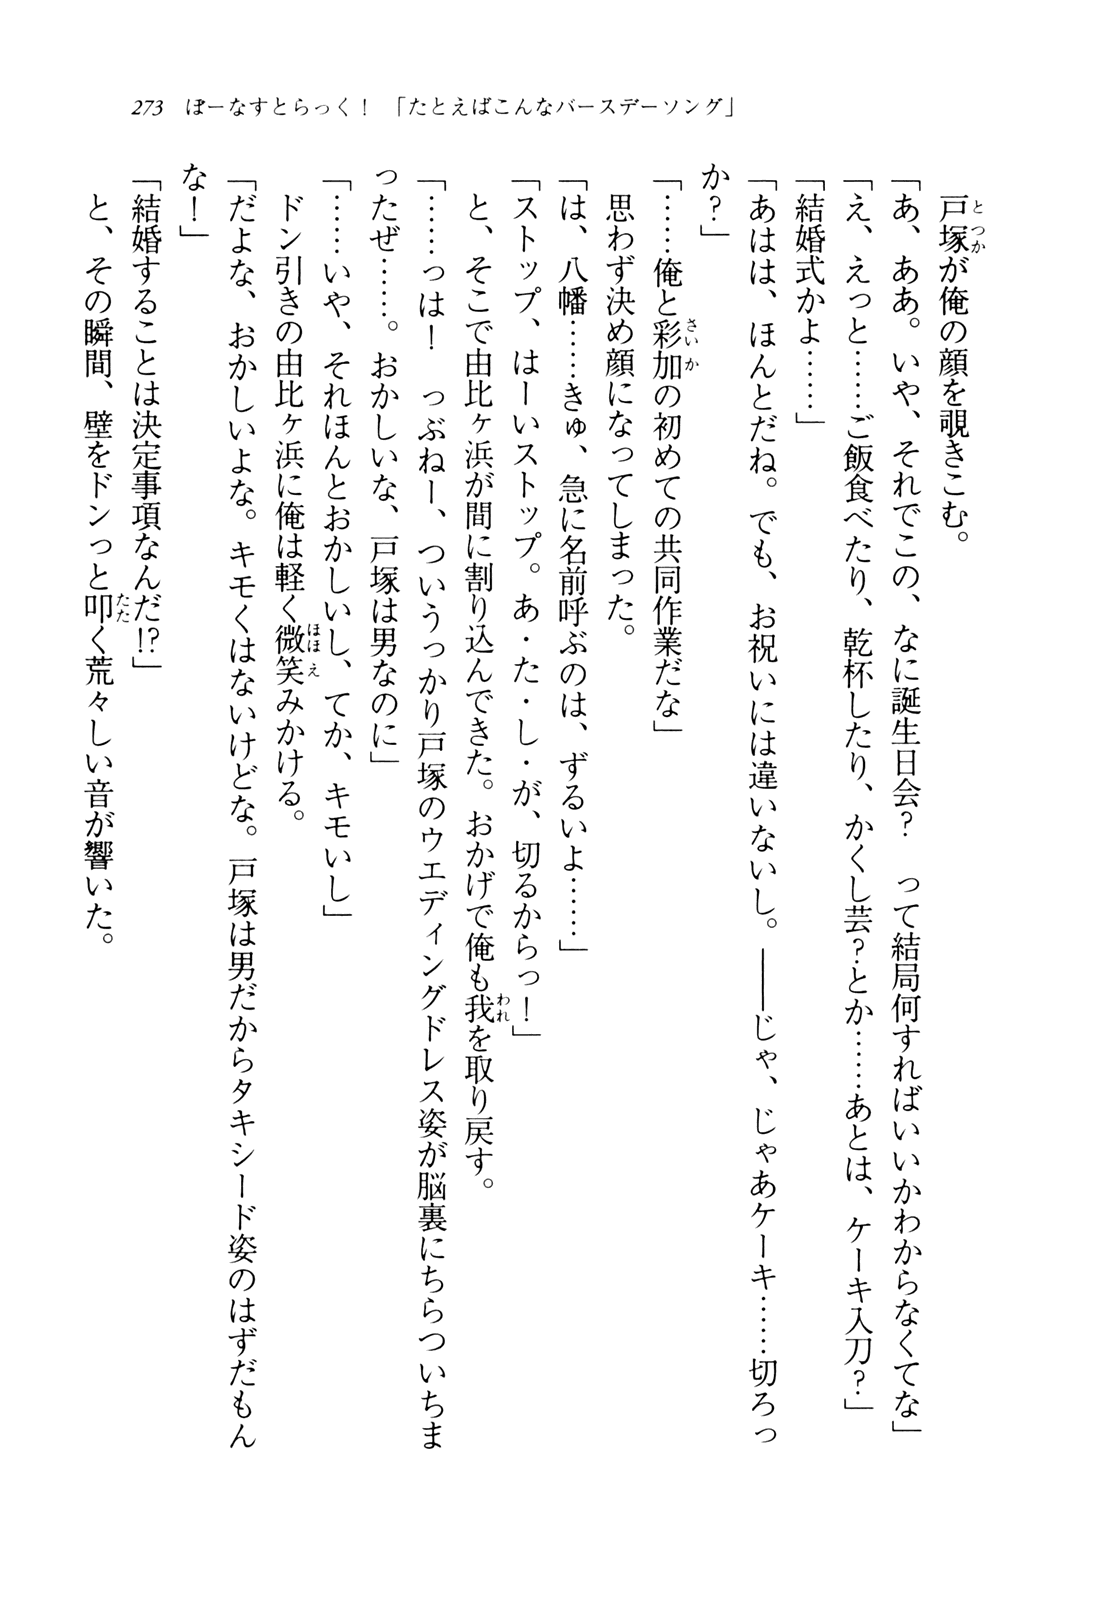 273 ぼーなすとらっく！ 「たとえばこんなバースデーソング」
戸塚が俺の顔を覗きこむ。
「あ、ああ。いや、それでこの、なに誕生日会？　って結局何すればいいかわからなくてな」
「え、えっと……ご飯食べたり、乾杯したり、かくし芸？とか……あとは、ケーキ入刀？」
「結婚式かよ……」
「あはは、ほんとだね。でも、お祝いには違いないし。――じゃ、じゃあケーキ……切ろっ
か？」
「……俺と彩加の初めての共同作業だな」
思わず決め顔になってしまった。
「は、八幡……きゅ、急に名前呼ぶのは、ずるいよ……」
「ストップ、はーいストップ。あ・た・し・が、切るからっ！」
と、そこで由比ヶ浜が間に割り込んできた。おかげで俺も我を取り戻す。
「……っは！　っぶねー、ついうっかり戸塚のウエディングドレス姿が脳裏にちらついちま
ったぜ……。おかしいな、戸塚は男なのに」
「……いや、それほんとおかしいし、てか、キモいし」
ドン引きの由比ヶ浜に俺は軽く微笑みかける。
「だよな、おかしいよな。キモくはないけどな。戸塚は男だからタキシード姿のはずだもん
な！」
「結婚することは決定事項なんだ!?」
と、その瞬間、壁をドンっと叩く荒々しい音が響いた。